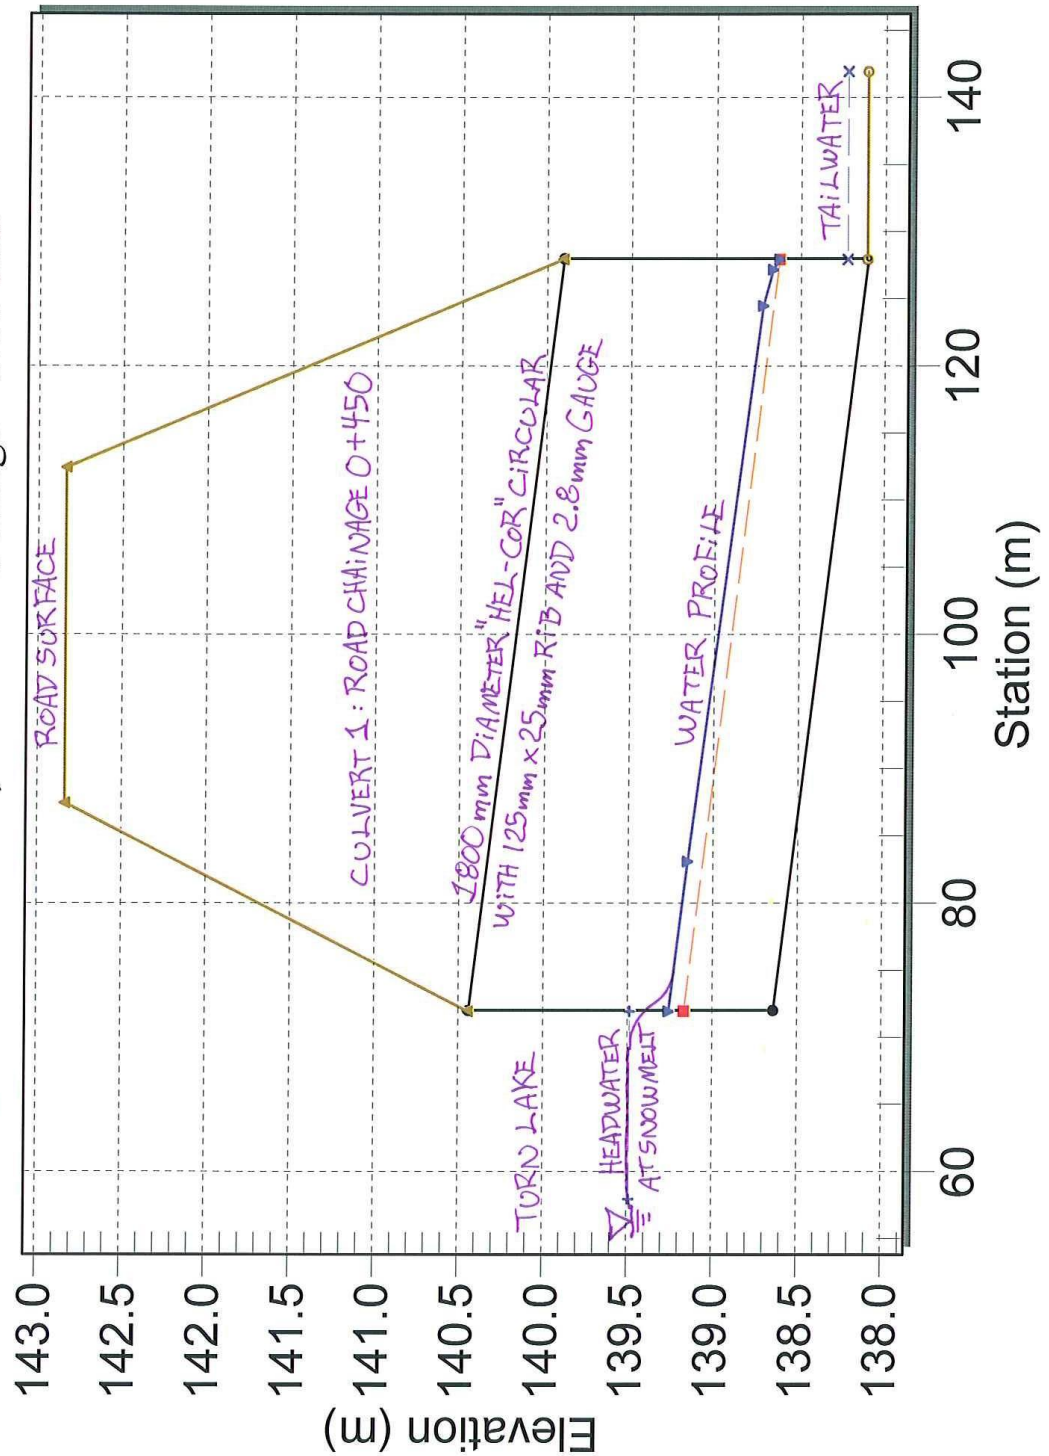 ROAD SURFACE
CULVERT 1 : ROAD CHAINAGE 0+450
1800 mm DIAMETER "HEL-COR" CIRCULAR
WITH 125mm x 25mm RIB AND 2.8mm GAUGE
TURN LAKE
HEADWATER
AT SNOWMELT
WATER PROFILE
TAILWATER
Elevation (m)
143.0
142.5
142.0
141.5
141.0
140.5
140.0
139.5
139.0
138.5
138.0
60
80
100
120
140
Station (m)